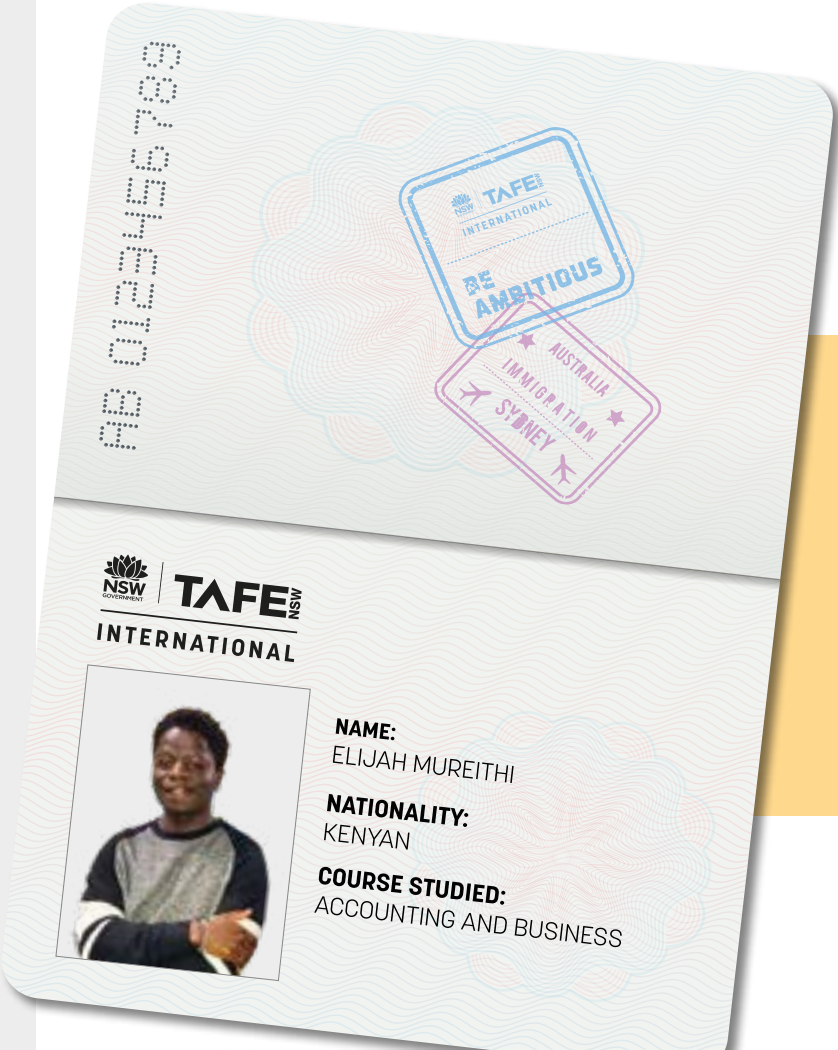 AB 0123456789
NSW
TAFE NSW
INTERNATIONAL
BE
AMBITIOUS
AUSTRALIA
IMMIGRATION
SYDNEY
NSW
GOVERNMENT
TAFE NSW
INTERNATIONAL
NAME:
ELIJAH MUREITHI
NATIONALITY:
KENYAN
COURSE STUDIED:
ACCOUNTING AND BUSINESS